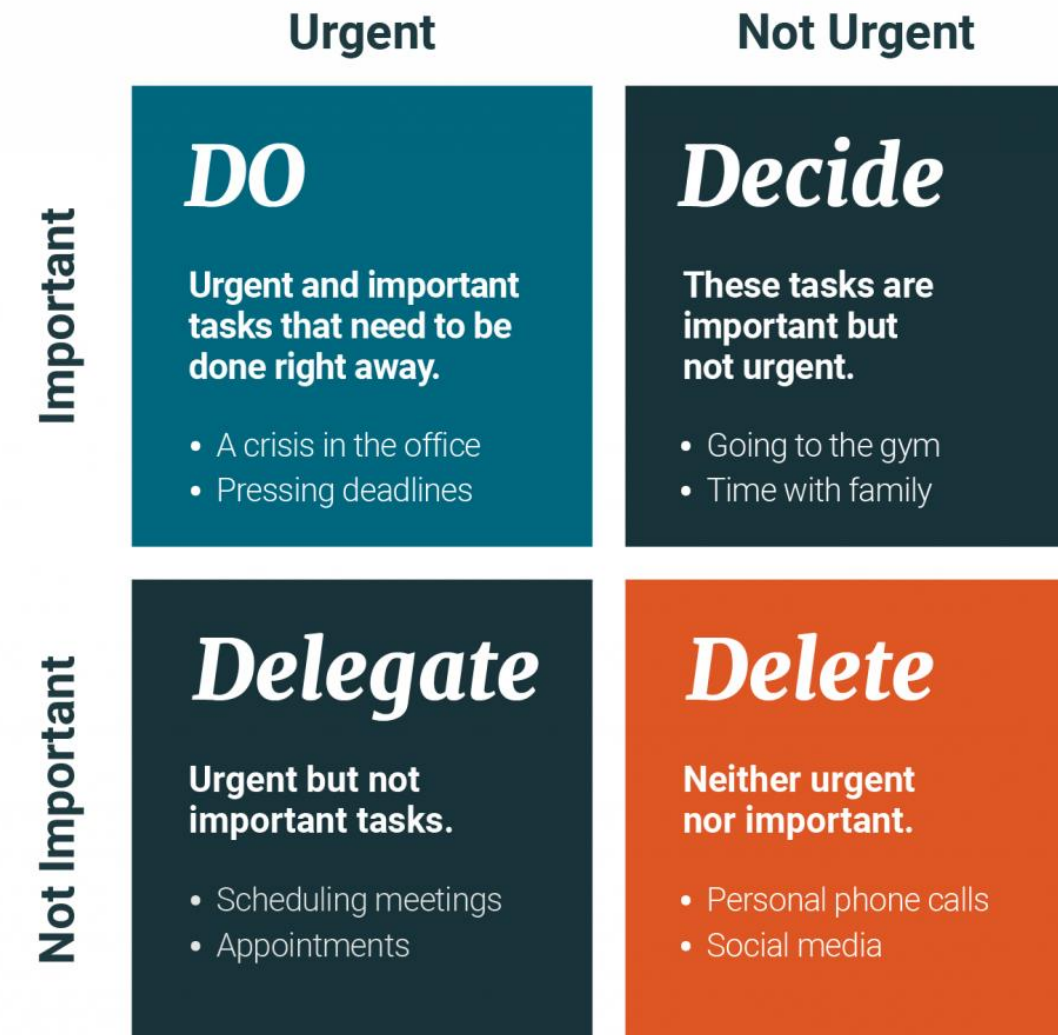 Urgent
Not Urgent
Important
DO
Urgent and important
tasks that need to be
done right away.
• A crisis in the office
• Pressing deadlines
Decide
These tasks are
important but
not urgent.
• Going to the gym
• Time with family
Not Important
Delegate
Urgent but not
important tasks.
• Scheduling meetings
• Appointments
Delete
Neither urgent
nor important.
• Personal phone calls
• Social media